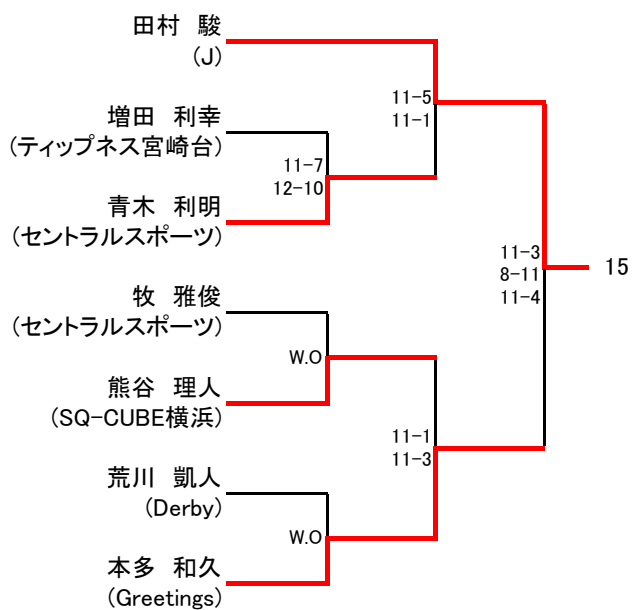 田村　駿
(J)
増田　利幸
(ティップネス宮崎台)
青木　利明
(セントラルスポーツ)
牧　雅俊
(セントラルスポーツ)
熊谷　理人
(SQ-CUBE横浜)
荒川　凱人
(Derby)
本多　和久
(Greetings)
11-7
12-10
W.O
W.O
11-5
11-1
11-1
11-3
11-3
8-11
11-4
15